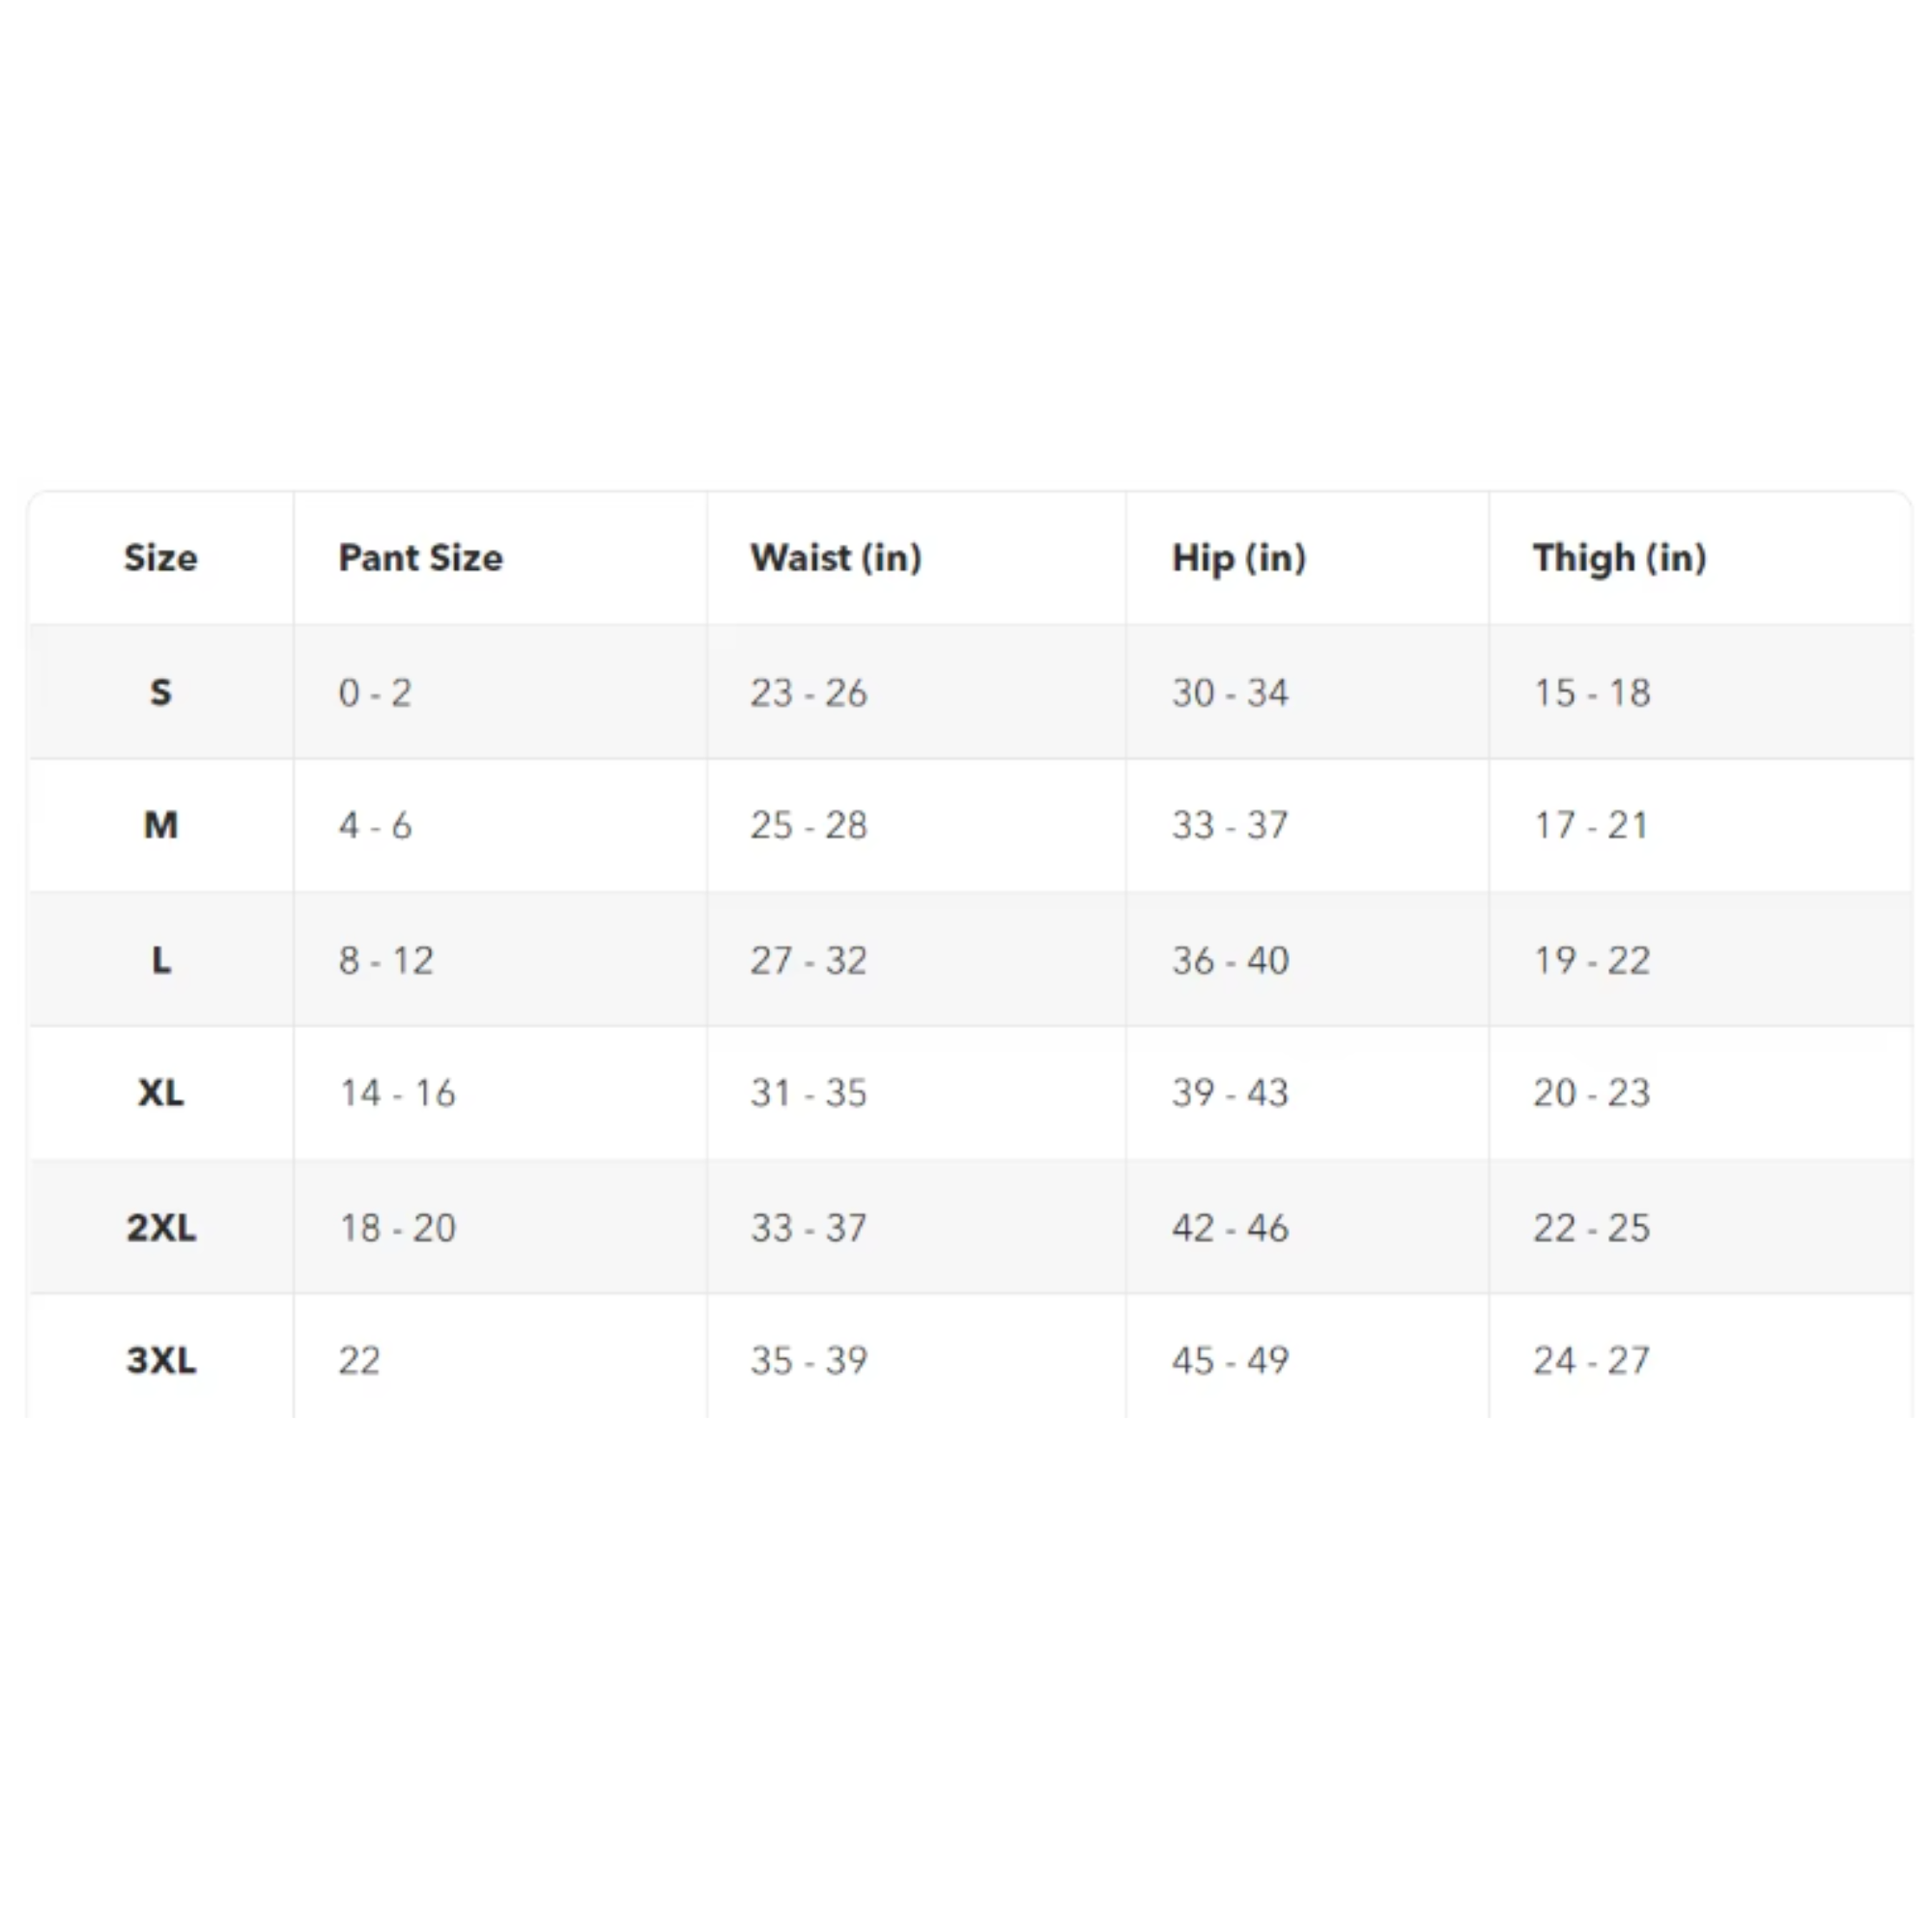 Size Pant Size Waist (in) Hip (in) Thigh (in)
S 0 - 2 23 - 26 30 - 34 15 - 18
M 4 - 6 25 - 28 33 - 37 17 - 21
L 8 - 12 27 - 32 36 - 40 19 - 22
XL 14 - 16 31 - 35 39 - 43 20 - 23
2XL 18 - 20 33 - 37 42 - 46 22 - 25
3XL 22 35 - 39 45 - 49 24 - 27